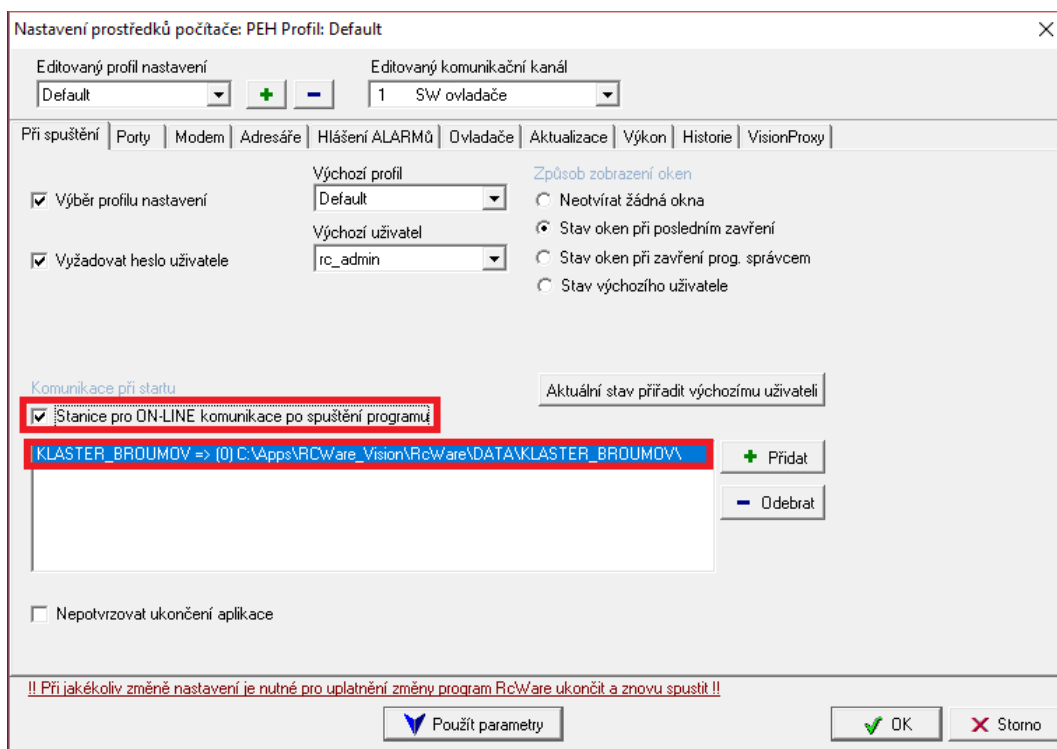 Nastavení prostředků počítače: PEH Profil: Default
Editovaný profil nastavení
Editovaný komunikační kanál
Default
1 SW ovladače
Při spuštění Porty Modem Adresáře Hlášení ALARMů Ovladače Aktualizace Výkon Historie VisionProxy
Výchozí profil
Způsob zobrazení oken
Výběr profilu nastavení
Default
Neotvírat žádná okna
Výchozí uživatel
Stav oken při posledním zavření
Vyžadovat heslo uživatele
rc_admin
Stav oken při zavření prog. správcem
Stav výchozího uživatele
Komunikace při startu
Aktuální stav přiřadit výchozímu uživateli
Stanice pro ON-LINE komunikace po spuštění programu
KLASTER_BROUMOV => (0) C:\Apps\RCWare_Vision\RcWare\DATA\KLASTER_BROUMOV\
Přidat
Odebrat
Nepotvrzovat ukončení aplikace
!! Při jakékoliv změně nastavení je nutné pro uplatnění změny program RcWare ukončit a znovu spustit !!
Použít parametry
OK
Storno